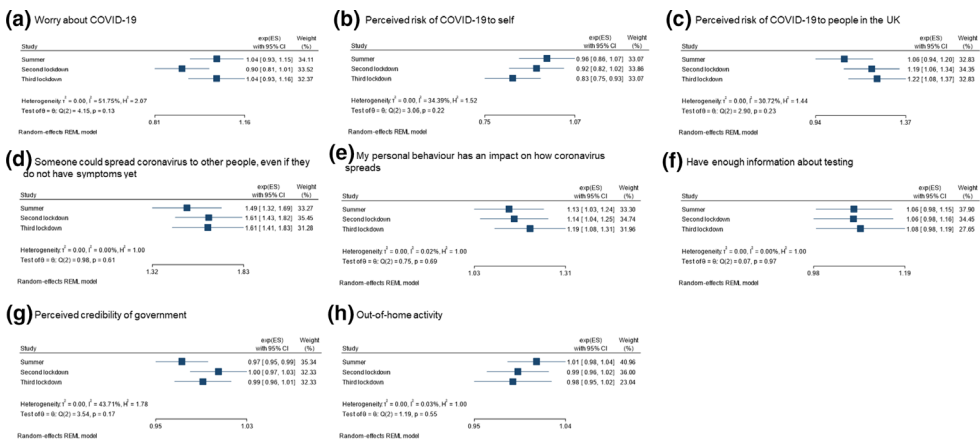 (a) Worry about COVID-19
exp(ES) Weight
Study with 95% CI (%)
Summer 1.04 [ 0.93, 1.15] 34.11
Second lockdown 0.90 [ 0.81, 1.01] 33.52
Third lockdown 1.04 [ 0.93, 1.16] 32.37
Heterogeneity: τ² = 0.00, I² = 51.75%, H² = 2.07
Test of θ = θ: Q(2) = 4.15, p = 0.13
0.81 1.16
Random-effects REML model
(b) Perceived risk of COVID-19 to self
exp(ES) Weight
Study with 95% CI (%)
Summer 0.96 [ 0.86, 1.07] 33.07
Second lockdown 0.92 [ 0.82, 1.02] 33.86
Third lockdown 0.83 [ 0.75, 0.93] 33.07
Heterogeneity: τ² = 0.00, I² = 34.39%, H² = 1.52
Test of θ = θ: Q(2) = 3.06, p = 0.22
0.75 1.07
Random-effects REML model
(c) Perceived risk of COVID-19 to people in the UK
exp(ES) Weight
Study with 95% CI (%)
Summer 1.06 [ 0.94, 1.20] 32.83
Second lockdown 1.19 [ 1.06, 1.34] 34.35
Third lockdown 1.22 [ 1.08, 1.37] 32.83
Heterogeneity: τ² = 0.00, I² = 30.72%, H² = 1.44
Test of θ = θ: Q(2) = 2.90, p = 0.23
0.94 1.37
Random-effects REML model
(d) Someone could spread coronavirus to other people, even if they
do not have symptoms yet
exp(ES) Weight
Study with 95% CI (%)
Summer 1.49 [ 1.32, 1.69] 33.27
Second lockdown 1.61 [ 1.43, 1.82] 35.45
Third lockdown 1.61 [ 1.41, 1.83] 31.28
Heterogeneity: τ² = 0.00, I² = 0.00%, H² = 1.00
Test of θ = θ: Q(2) = 0.98, p = 0.61
1.32 1.83
Random-effects REML model
(e) My personal behaviour has an impact on how coronavirus
spreads
exp(ES) Weight
Study with 95% CI (%)
Summer 1.13 [ 1.03, 1.24] 33.30
Second lockdown 1.14 [ 1.04, 1.25] 34.74
Third lockdown 1.19 [ 1.08, 1.31] 31.96
Heterogeneity: τ² = 0.00, I² = 0.02%, H² = 1.00
Test of θ = θ: Q(2) = 0.75, p = 0.69
1.03 1.31
Random-effects REML model
(f) Have enough information about testing
exp(ES) Weight
Study with 95% CI (%)
Summer 1.06 [ 0.98, 1.15] 37.90
Second lockdown 1.06 [ 0.98, 1.16] 34.45
Third lockdown 1.08 [ 0.98, 1.19] 27.65
Heterogeneity: τ² = 0.00, I² = 0.00%, H² = 1.00
Test of θ = θ: Q(2) = 0.07, p = 0.97
0.98 1.19
Random-effects REML model
(g) Perceived credibility of government
exp(ES) Weight
Study with 95% CI (%)
Summer 0.97 [ 0.95, 0.99] 35.34
Second lockdown 1.00 [ 0.97, 1.03] 32.33
Third lockdown 0.99 [ 0.96, 1.01] 32.33
Heterogeneity: τ² = 0.00, I² = 43.71%, H² = 1.78
Test of θ = θ: Q(2) = 3.54, p = 0.17
0.95 1.03
Random-effects REML model
(h) Out-of-home activity
exp(ES) Weight
Study with 95% CI (%)
Summer 1.01 [ 0.98, 1.04] 40.96
Second lockdown 0.99 [ 0.96, 1.02] 36.00
Third lockdown 0.98 [ 0.95, 1.02] 23.04
Heterogeneity: τ² = 0.00, I² = 0.03%, H² = 1.00
Test of θ = θ: Q(2) = 1.19, p = 0.55
0.95 1.04
Random-effects REML model